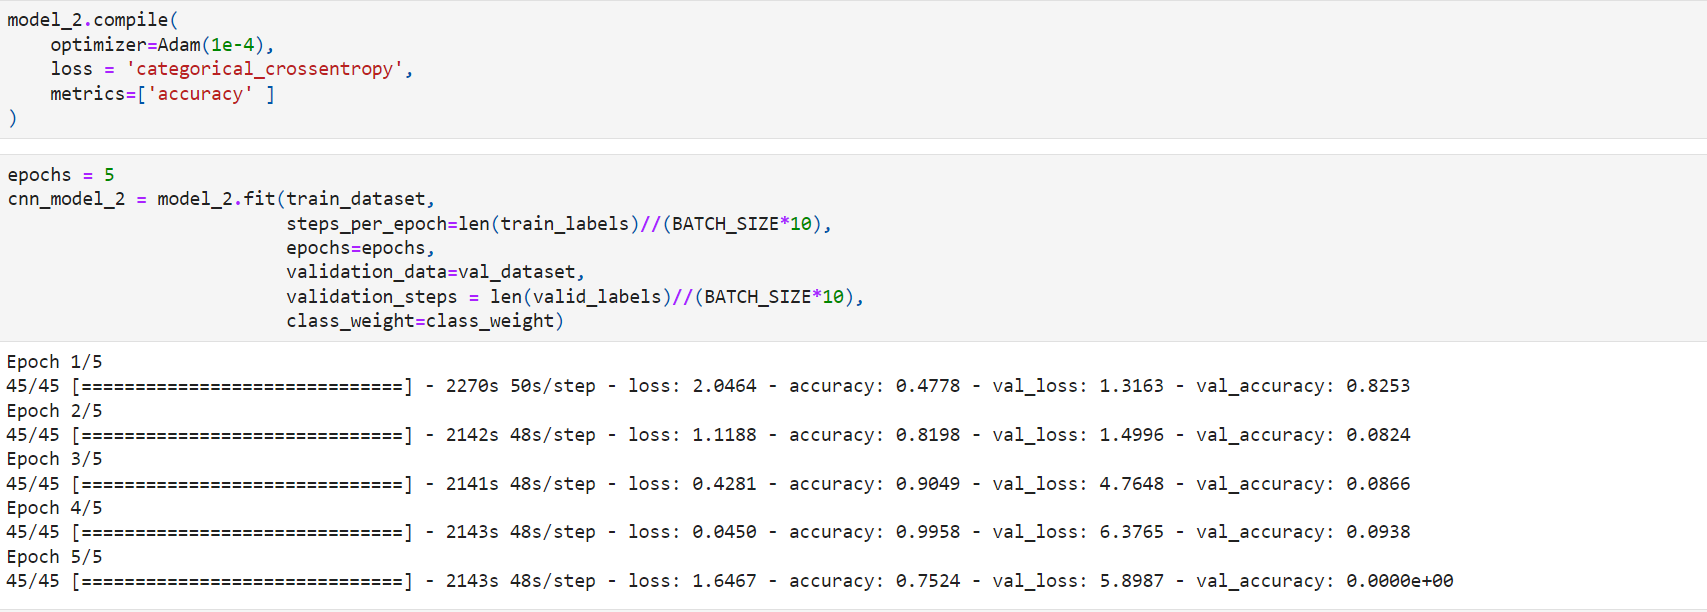 model_2.compile(
    optimizer=Adam(1e-4),
    loss = 'categorical_crossentropy',
    metrics=['accuracy' ]
)
epochs = 5
cnn_model_2 = model_2.fit(train_dataset,
                          steps_per_epoch=len(train_labels)//(BATCH_SIZE*10),
                          epochs=epochs,
                          validation_data=val_dataset,
                          validation_steps = len(valid_labels)//(BATCH_SIZE*10),
                          class_weight=class_weight)
Epoch 1/5
45/45 [==============================] - 2270s 50s/step - loss: 2.0464 - accuracy: 0.4778 - val_loss: 1.3163 - val_accuracy: 0.8253
Epoch 2/5
45/45 [==============================] - 2142s 48s/step - loss: 1.1188 - accuracy: 0.8198 - val_loss: 1.4996 - val_accuracy: 0.0824
Epoch 3/5
45/45 [==============================] - 2141s 48s/step - loss: 0.4281 - accuracy: 0.9049 - val_loss: 4.7648 - val_accuracy: 0.0866
Epoch 4/5
45/45 [==============================] - 2143s 48s/step - loss: 0.0450 - accuracy: 0.9958 - val_loss: 6.3765 - val_accuracy: 0.0938
Epoch 5/5
45/45 [==============================] - 2143s 48s/step - loss: 1.6467 - accuracy: 0.7524 - val_loss: 5.8987 - val_accuracy: 0.0000e+00